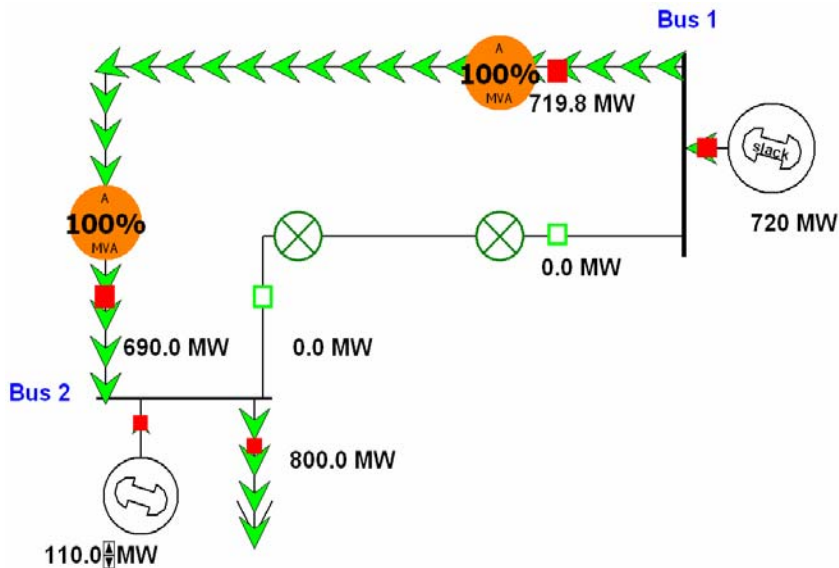 Bus 1
A
100%
MVA
719.8 MW
slack
720 MW
A
100%
MVA
0.0 MW
690.0 MW
0.0 MW
Bus 2
800.0 MW
110.0 MW